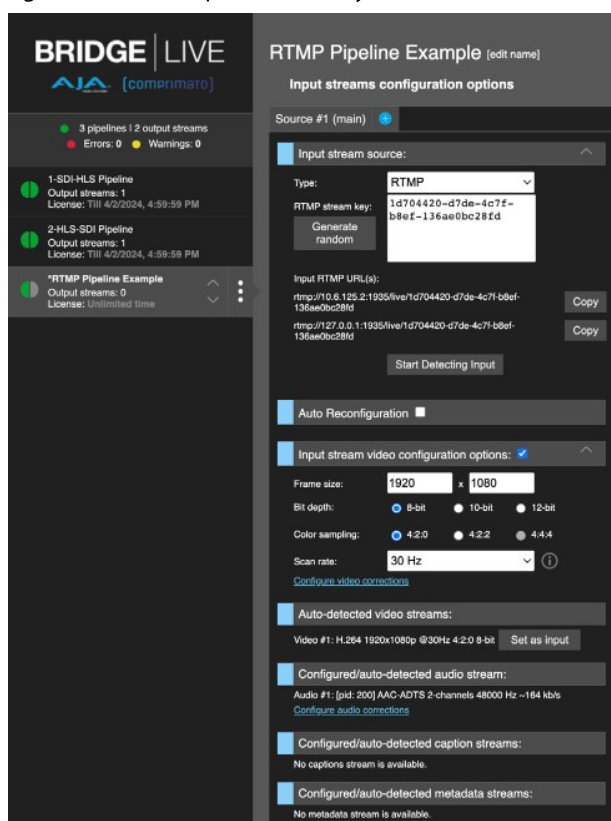 BRIDGE LIVE
AJA [comprimato]
3 pipelines | 2 output streams
Errors: 0 Warnings: 0
1-SDI-HLS Pipeline
Output streams: 1
License: Till 4/2/2024, 4:59:59 PM
2-HLS-SDI Pipeline
Output streams: 1
License: Till 4/2/2024, 4:59:59 PM
*RTMP Pipeline Example
Output streams: 0
License: Unlimited time
RTMP Pipeline Example [edit name]
Input streams configuration options
Source #1 (main)
Input stream source:
Type: RTMP
RTMP stream key: 1d704420-d7de-4c7f-
b8ef-136ae0bc28fd
Generate
random
Input RTMP URL(s):
rtmp://10.6.125.2:1935/live/1d704420-d7de-4c7f-b8ef-
136ae0bc28fd
Copy
rtmp://127.0.0.1:1935/live/1d704420-d7de-4c7f-b8ef-
136ae0bc28fd
Copy
Start Detecting Input
Auto Reconfiguration
Input stream video configuration options:
Frame size: 1920 x 1080
Bit depth: 8-bit 10-bit 12-bit
Color sampling: 4:2:0 4:2:2 4:4:4
Scan rate: 30 Hz
Configure video corrections
Auto-detected video streams:
Video #1: H.264 1920x1080p @30Hz 4:2:0 8-bit Set as input
Configured/auto-detected audio stream:
Audio #1: [pid: 200] AAC-ADTS 2-channels 48000 Hz ~164 kb/s
Configure audio corrections
Configured/auto-detected caption streams:
No captions stream is available.
Configured/auto-detected metadata streams:
No metadata stream is available.